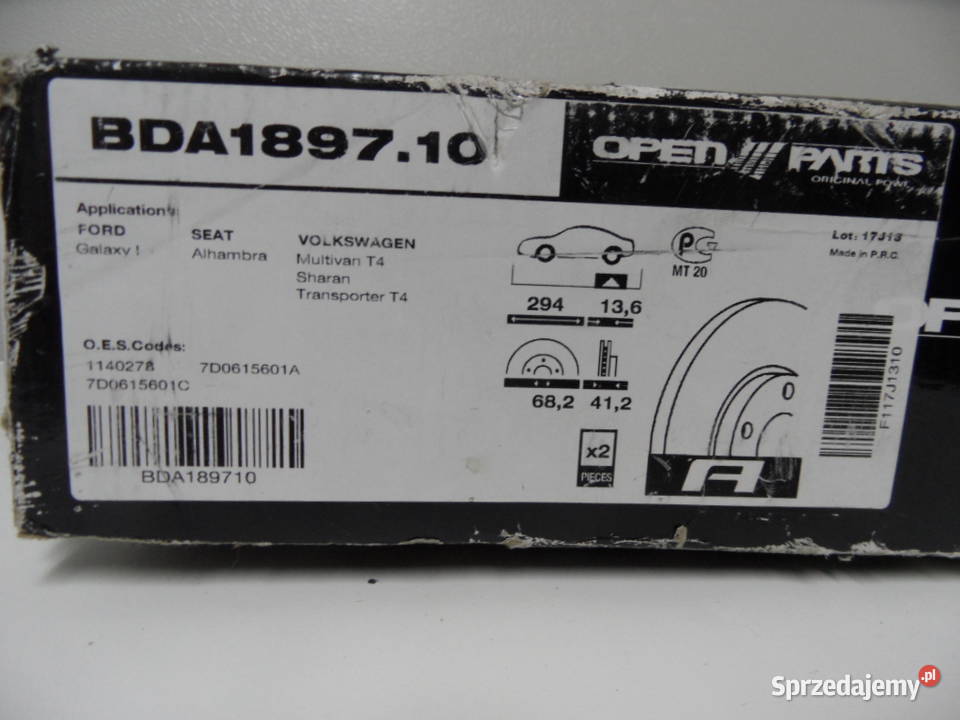 BDA1897.10
OPEN PARTS
ORIGINAL
Applications:
FORD
Galaxy I
SEAT
Alhambra
VOLKSWAGEN
Multivan T4
Sharan
Transporter T4
O.E.S.Codes:
1140278 7D0615601A
7D0615601C
BDA189710
294 13,6
68,2 41,2
x2
PIECES
MT 20
Lot: 17J13
Made in P.R.C.
F117J1310
A
Sprzedajemy.pl